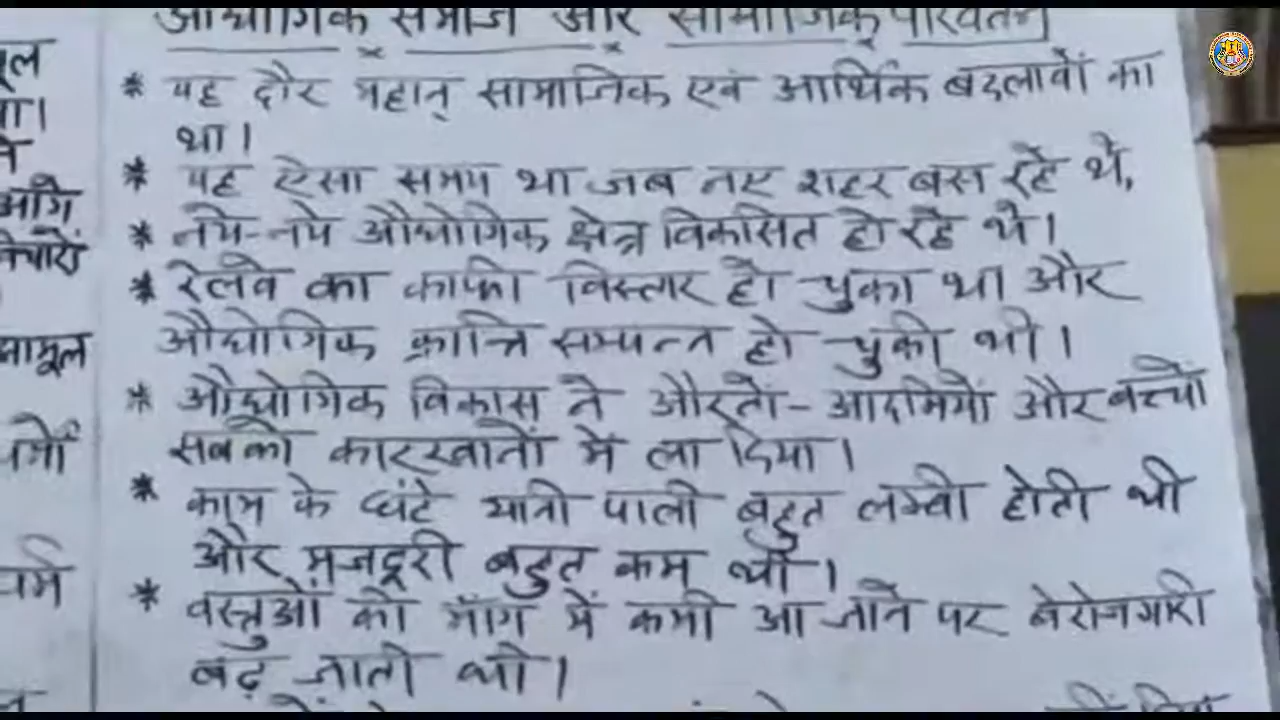 औद्योगिक समाज और सामाजिक परिवर्तन
* यह दौर महान् सामाजिक एवं आर्थिक बदलावों का
था।
* यह ऐसा समय था जब नए शहर बस रहे थे,
* नये-नये औद्योगिक क्षेत्र विकसित हो रहे थे।
* रेलवे का काफी विस्तार हो चुका था और
औद्योगिक क्रान्ति सम्पन्न हो चुकी थी।
* औद्योगिक विकास ने औरतों-आदमियों और बच्चों
सबको कारखानों में ला दिया।
* काम के घंटे यानी पाली बहुत लम्बी होती थी
और मजदूरी बहुत कम थी।
* वस्तुओं की माँग में कमी आ जाने पर बेरोजगारी
बढ़ जाती थी।